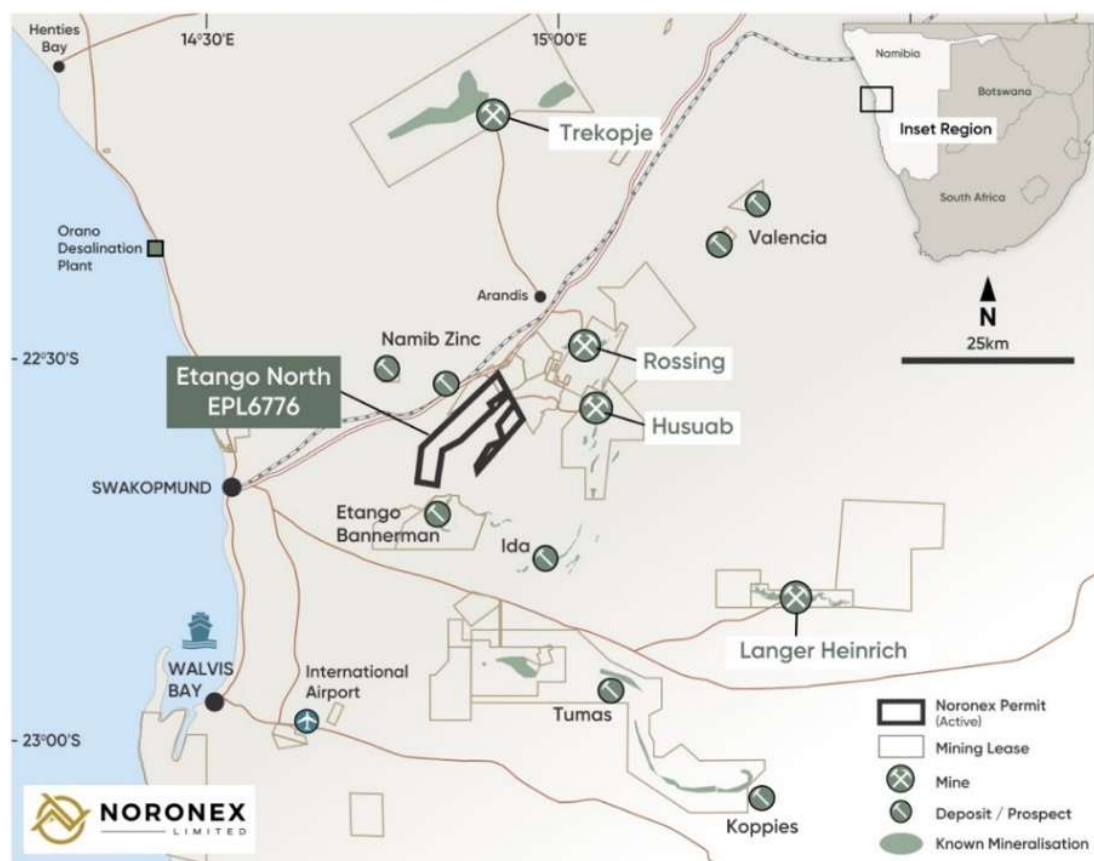 Henties
Bay
14°30'E
15°00'E
Namibia
Botswana
Inset Region
South Africa
Trekopje
Orano
Desalination
Plant
Valencia
Arandis
N
25km
22°30'S
Namib Zinc
Rossing
Etango North
EPL6776
Husuab
SWAKOPMUND
Etango
Bannerman
Ida
Langer Heinrich
WALVIS
BAY
International
Airport
Tumas
23°00'S
Koppies
Noronex Permit
(Active)
Mining Lease
Mine
Deposit / Prospect
Known Mineralisation
NORONEX
LIMITED